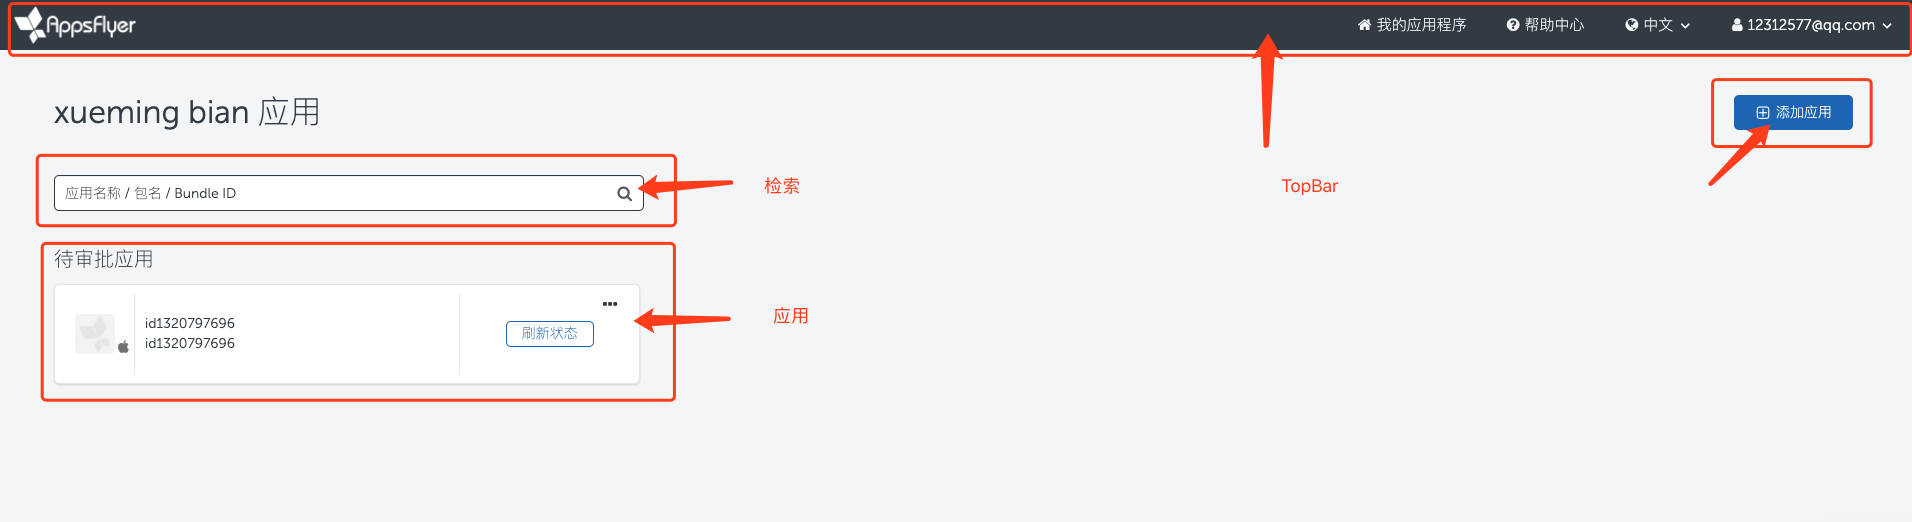 AppsFlyer
我的应用程序 帮助中心 中文 12312577@qq.com
xueming bian 应用
添加应用
应用名称 / 包名 / Bundle ID
检索
TopBar
待审批应用
id1320797696
id1320797696
刷新状态
应用